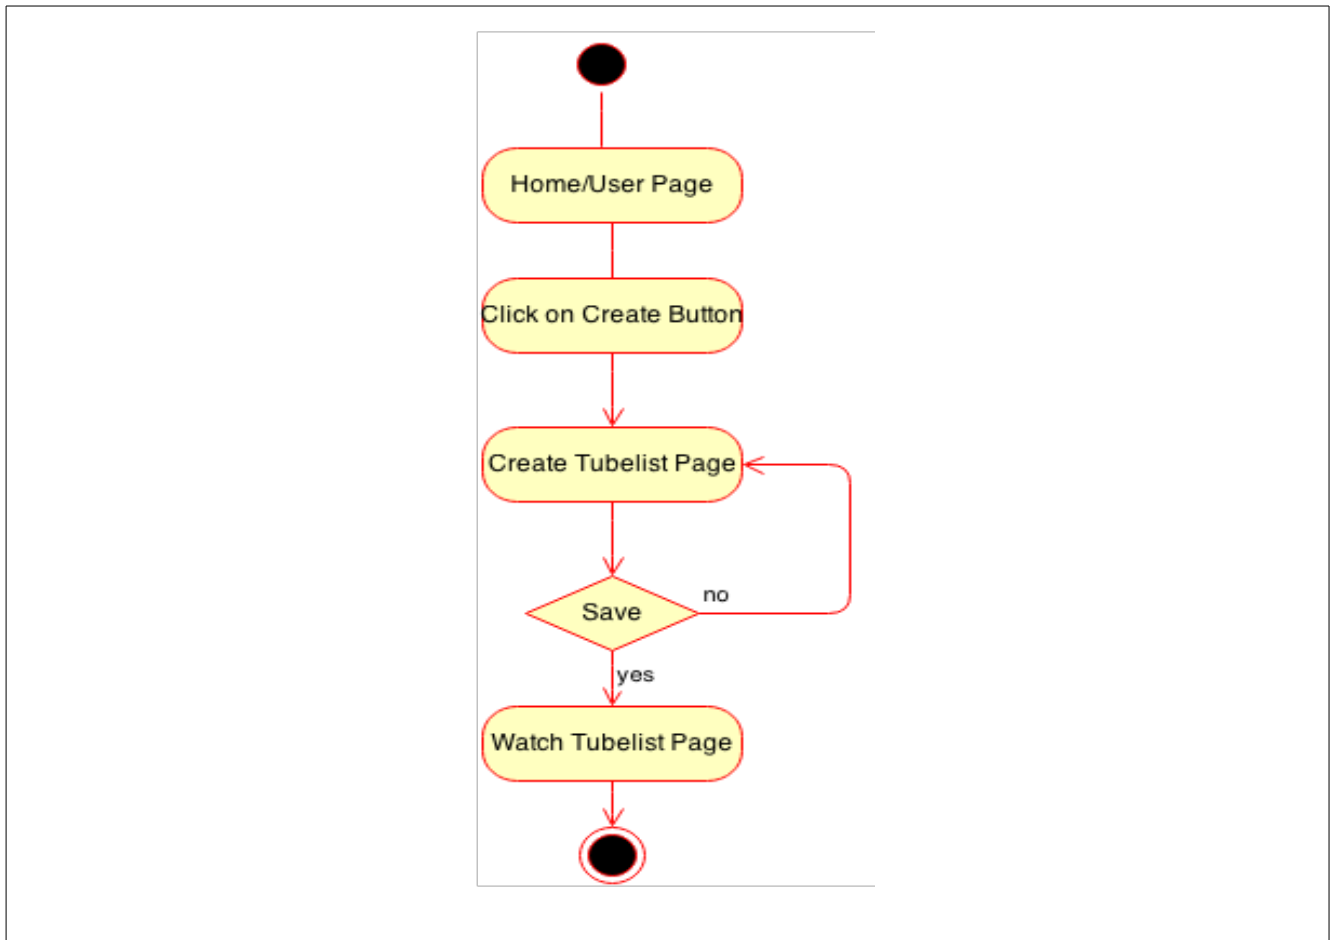 Home/User Page
Click on Create Button
Create Tubelist Page
Save
no
yes
Watch Tubelist Page